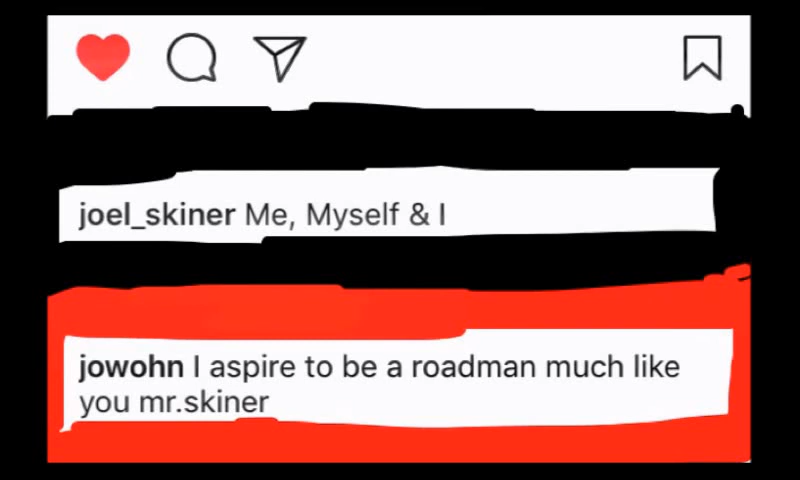 joel_skiner Me, Myself & I
jowohn I aspire to be a roadman much like
you mr.skiner